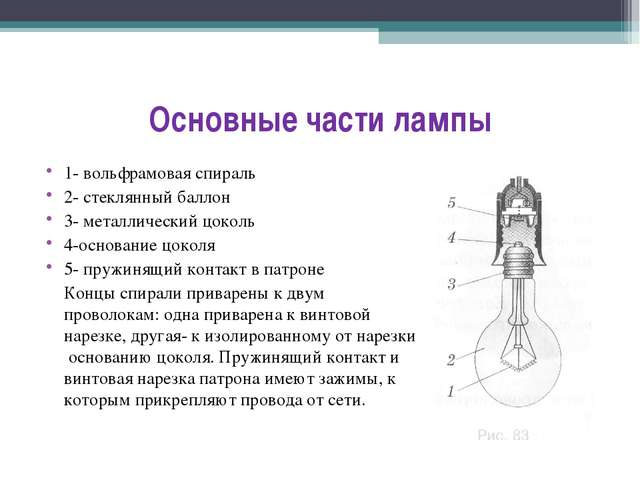 Основные части лампы
1- вольфрамовая спираль
2- стеклянный баллон
3- металлический цоколь
4-основание цоколя
5- пружинящий контакт в патроне
Концы спирали приварены к двум
проволокам: одна приварена к винтовой
нарезке, другая- к изолированному от нарезки
основанию цоколя. Пружинящий контакт и
винтовая нарезка патрона имеют зажимы, к
которым прикрепляют провода от сети.
5
4
3
2
1
Рис. 83